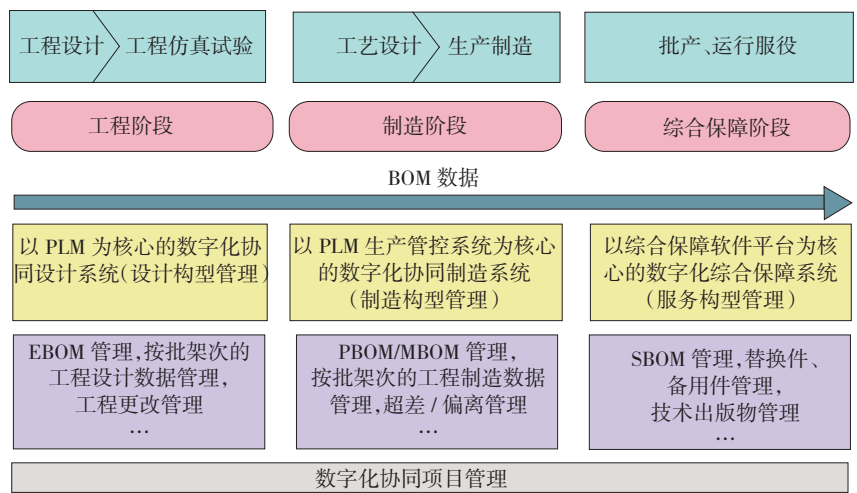 工程设计 工程仿真试验
工艺设计 生产制造
批产、运行服役
工程阶段
制造阶段
综合保障阶段
BOM 数据
以 PLM 为核心的数字化协
同设计系统(设计构型管理)
以 PLM 生产管控系统为核心
的数字化协同制造系统
(制造构型管理)
以综合保障软件平台为核
心的数字化综合保障系统
(服务构型管理)
EBOM 管理,按批架次的
工程设计数据管理,
工程更改管理
…
PBOM/MBOM 管理,
按批架次的工程制造数据
管理,超差 / 偏离管理
…
SBOM 管理,替换件、
备用件管理,
技术出版物管理
…
数字化协同项目管理